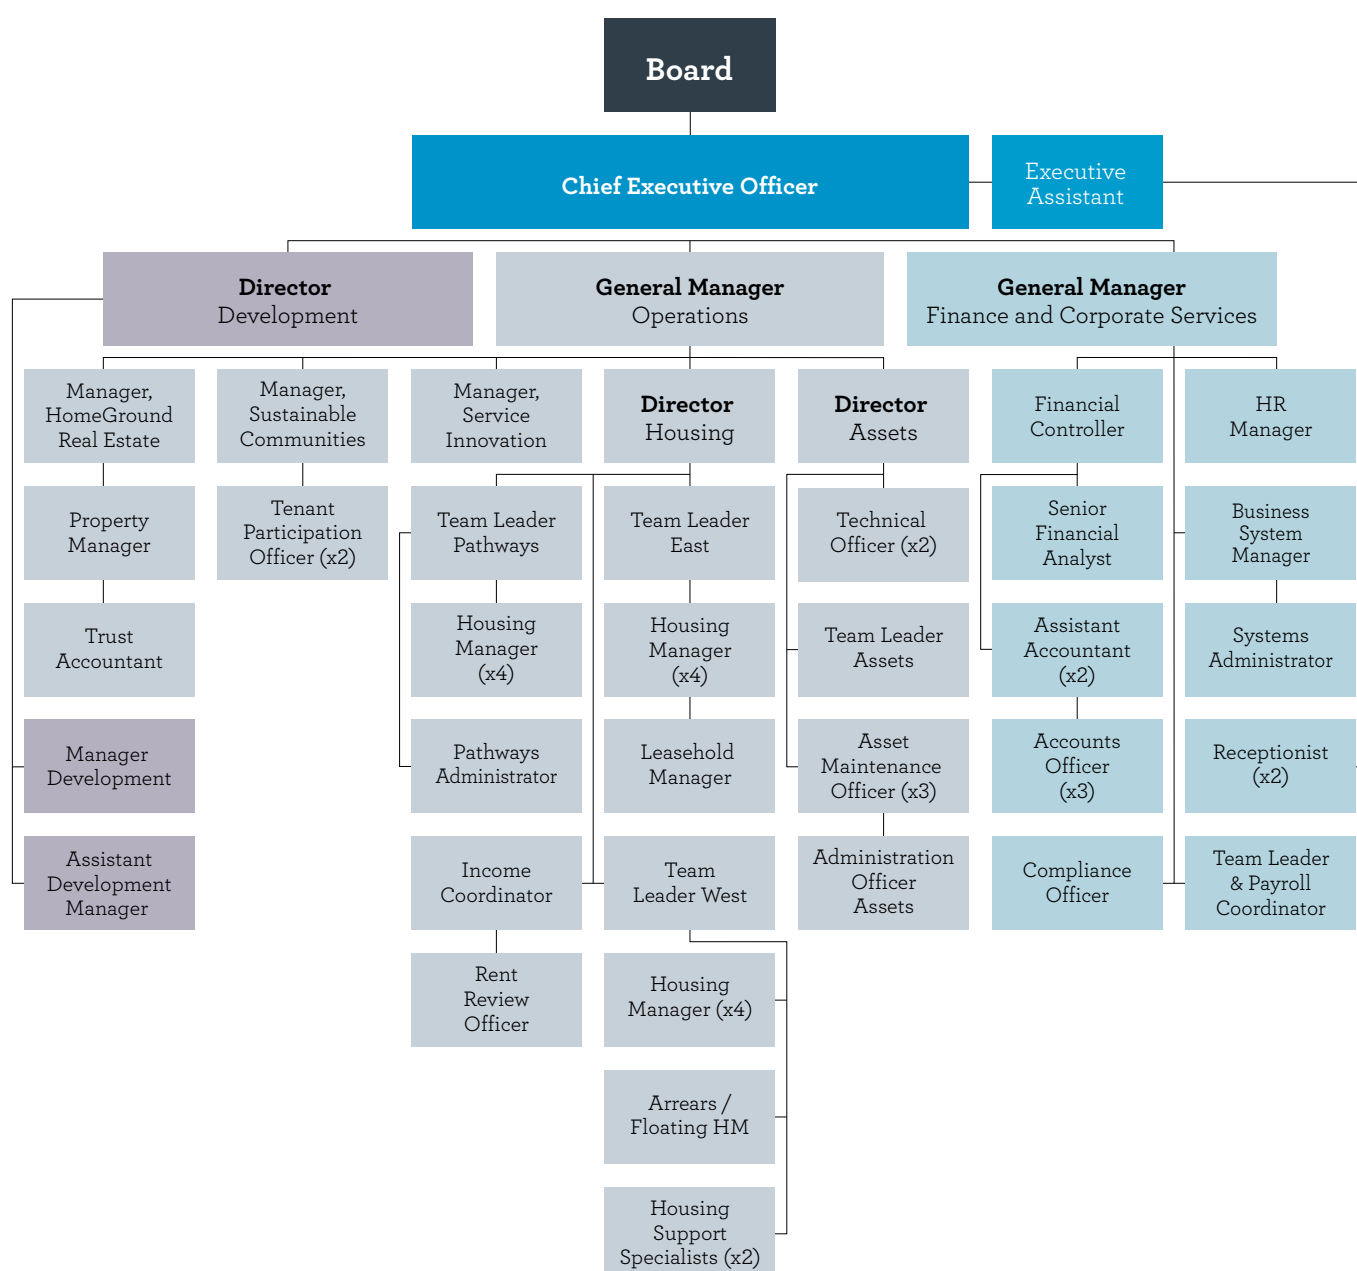 Board
Chief Executive Officer
Executive
Assistant
Director
Development
General Manager
Operations
General Manager
Finance and Corporate Services
Manager,
HomeGround
Real Estate
Manager,
Sustainable
Communities
Manager,
Service
Innovation
Director
Housing
Director
Assets
Financial
Controller
HR
Manager
Property
Manager
Tenant
Participation
Officer (x2)
Team Leader
Pathways
Team Leader
East
Technical
Officer (x2)
Senior
Financial
Analyst
Business
System
Manager
Trust
Accountant
Housing
Manager
(x4)
Housing
Manager
(x4)
Team Leader
Assets
Assistant
Accountant
(x2)
Systems
Administrator
Manager
Development
Pathways
Administrator
Leasehold
Manager
Asset
Maintenance
Officer (x3)
Accounts
Officer
(x3)
Receptionist
(x2)
Assistant
Development
Manager
Income
Coordinator
Team
Leader West
Administration
Officer
Assets
Compliance
Officer
Team Leader
& Payroll
Coordinator
Rent
Review
Officer
Housing
Manager (x4)
Arrears /
Floating HM
Housing
Support
Specialists (x2)